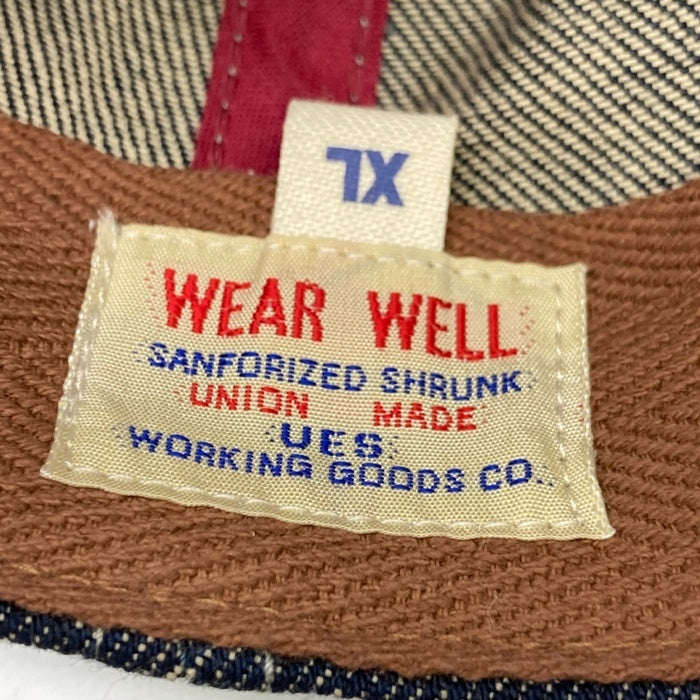 XL
WEAR WELL
SANFORIZED SHRUNK
UNION MADE
UES
WORKING GOODS CO.